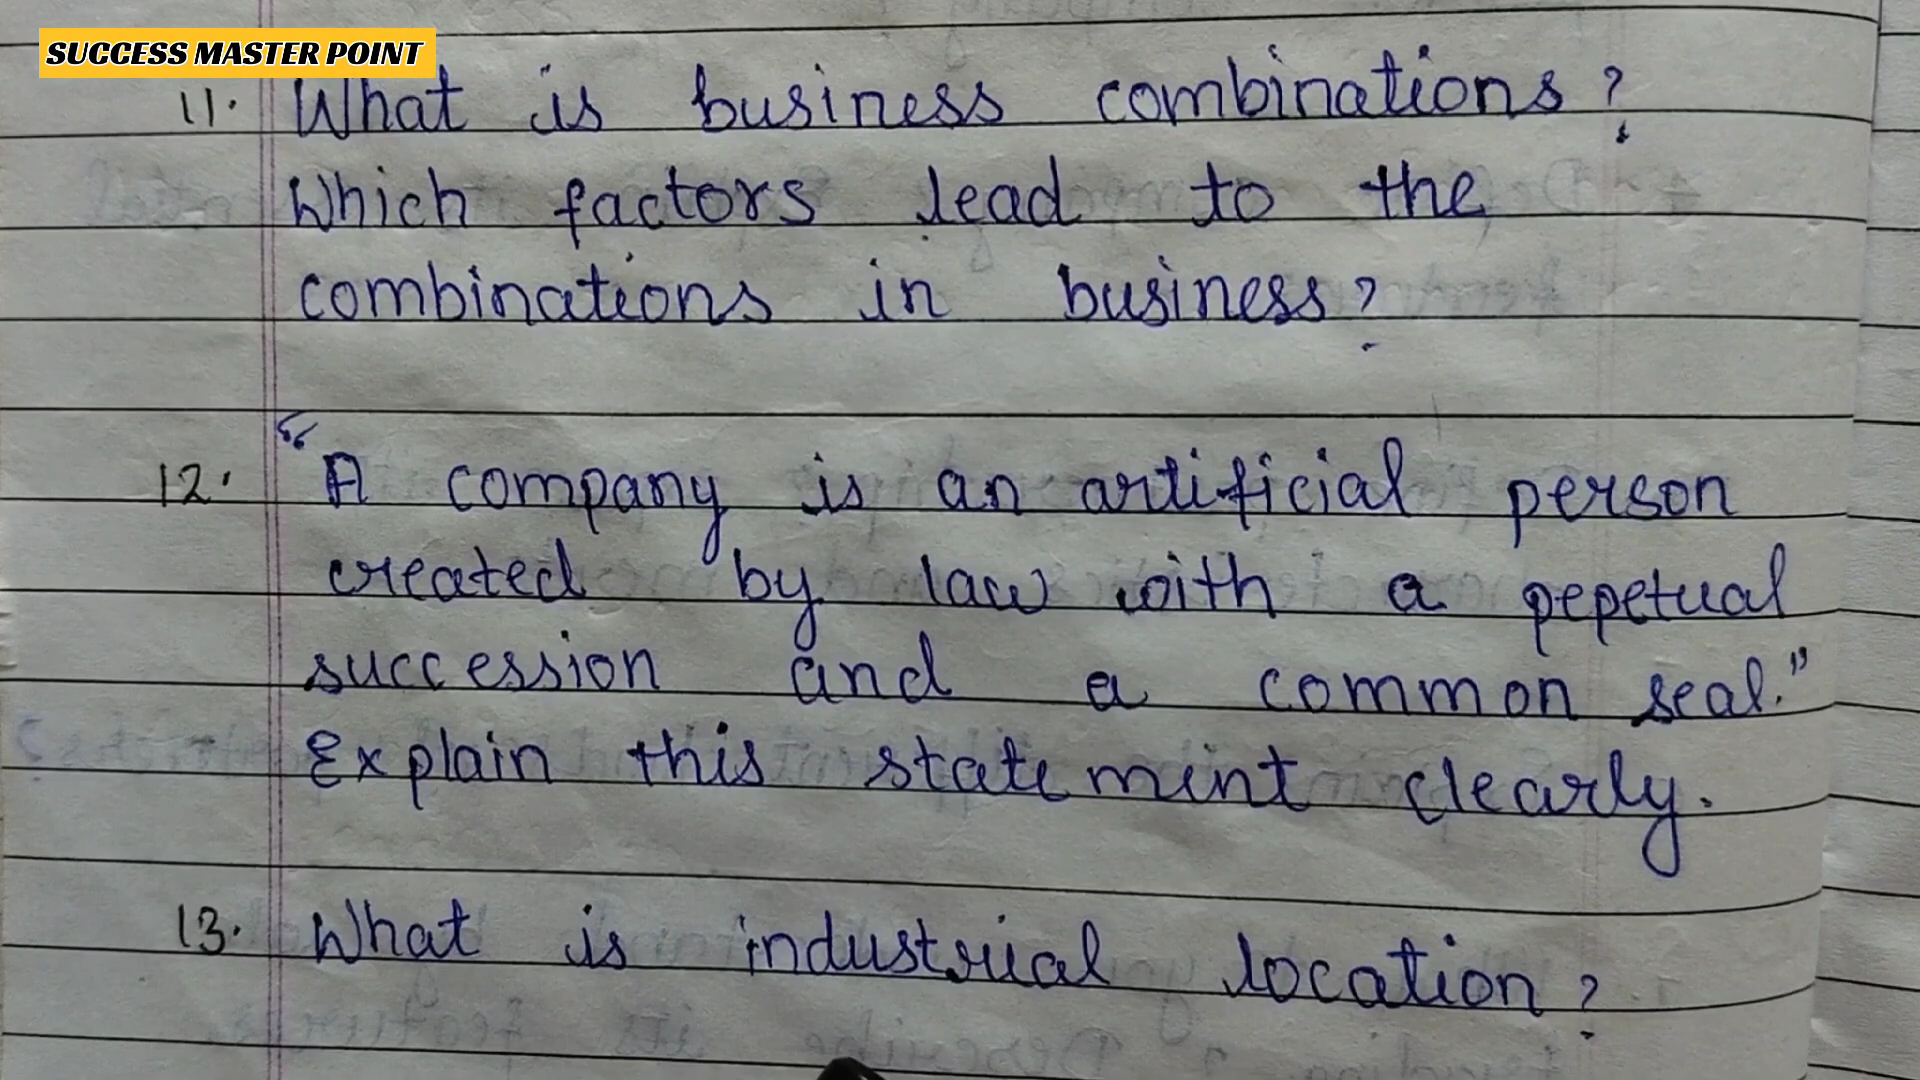 SUCCESS MASTER POINT
11. What is business combinations?
Which factors lead to the
combinations in business?
12. "A company is an artificial person
created by law with a pepetual
succession and a common seal."
Explain this statement clearly.
13. What is industrial location?